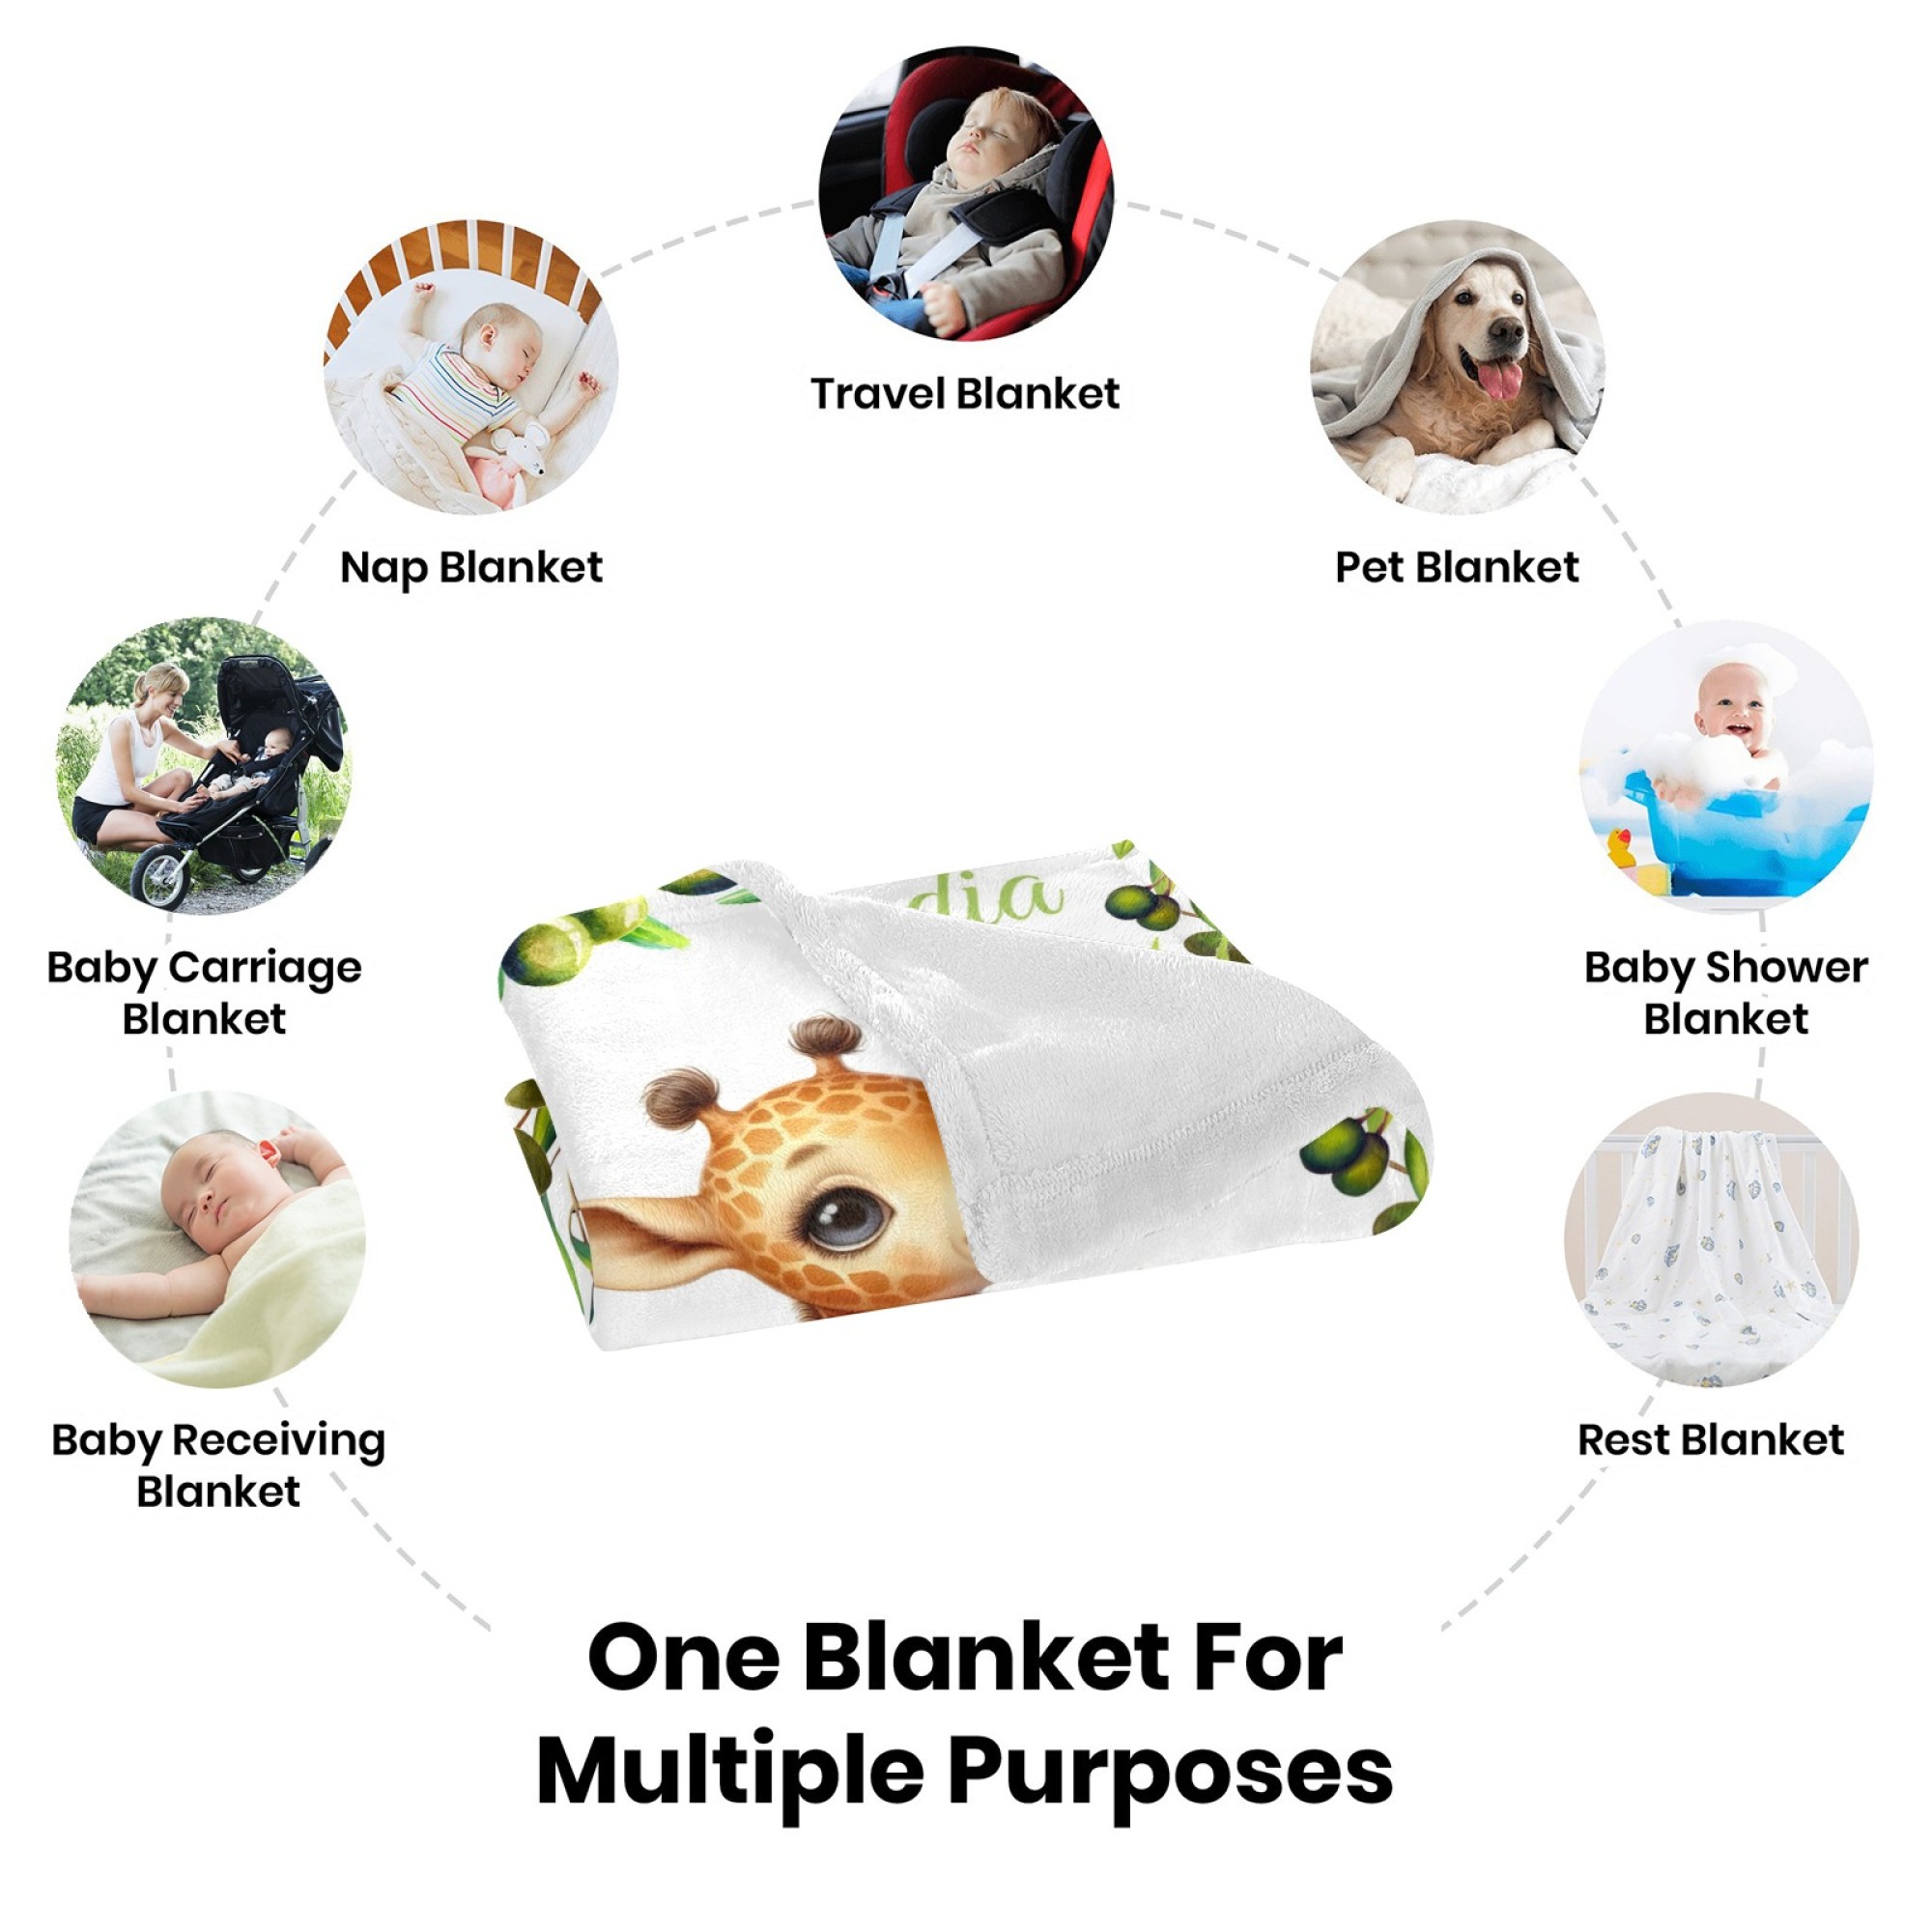 Travel Blanket
Nap Blanket
Pet Blanket
Baby Carriage
Blanket
Baby Shower
Blanket
dia
Baby Receiving
Blanket
Rest Blanket
One Blanket For
Multiple Purposes